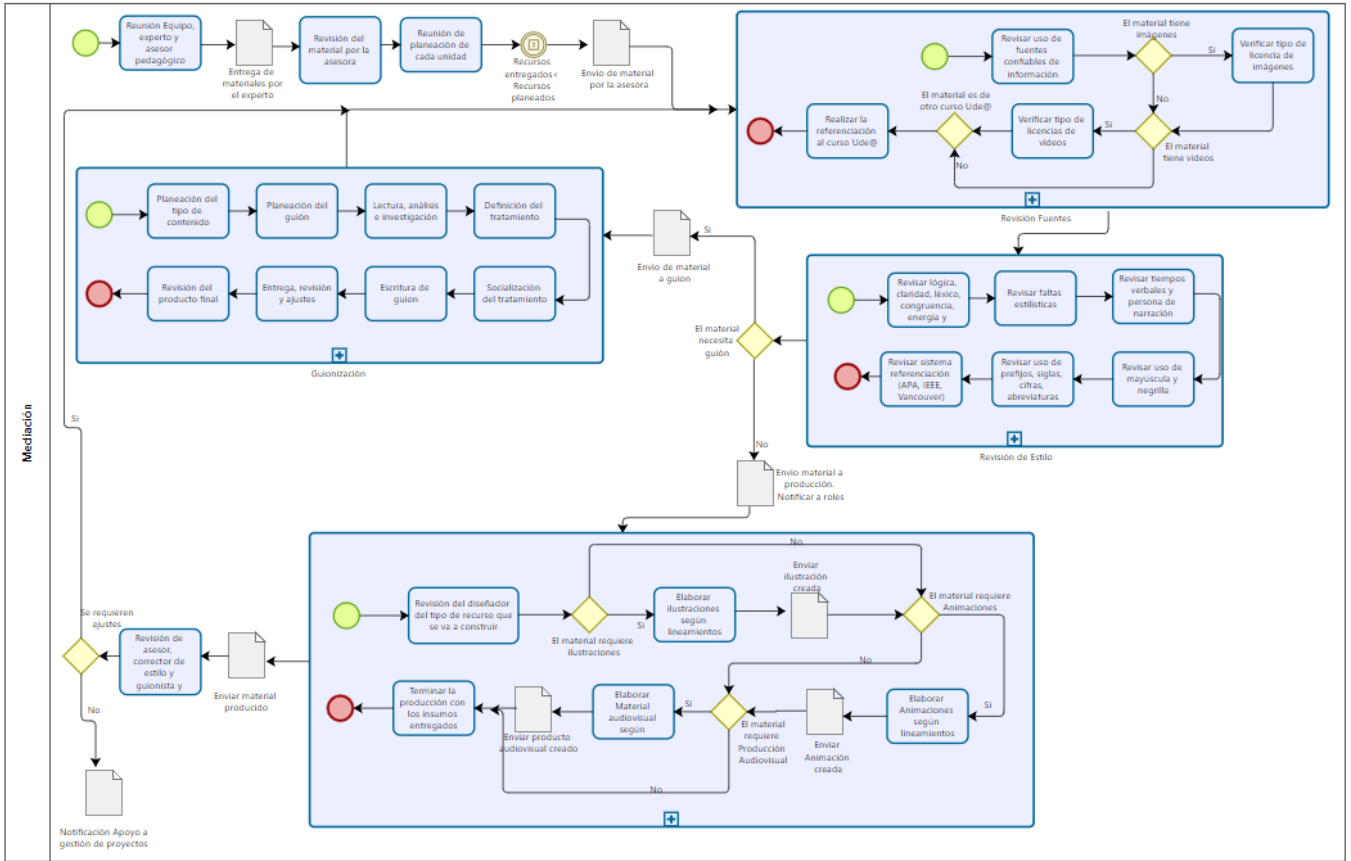 Mediación
Reunión Equipo,
experto y
asesor
pedagógico
Entrega de
materiales por
el experto
Revisión del
material por la
asesora
Reunión de
planeación de
cada unidad
Recursos
entregados<
Recursos
planeados
Envio de material
por la asesora
Revisar uso de
fuentes
confiables de
información
El material tiene
imágenes
Si
Verificar tipo de
licencia de
imágenes
No
El material
tiene videos
Si
Verificar tipo de
licencias de
videos
El material es de
otro curso Ude@
No
Realizar la
referenciación
al curso Ude@
Revisión Fuentes
Planeación del
tipo de
contenido
Planeación del
guión
Lectura, análisis
e investigación
Definición del
tratamiento
Revisión del
producto final
Entrega, revisión
y ajustes
Escritura de
guion
Socialización
del tratamiento
Guionización
Envio de material
a guion
Si
El material
necesita
guión
No
Revisar lógica,
claridad, léxico,
congruencia,
energía y
Revisar faltas
estilísticas
Revisar tiempos
verbales y
persona de
narración
Revisar sistema
referenciación
(APA, IEEE,
Vancouver)
Revisar uso de
prefijos, siglas,
cifras,
abreviaturas
Revisar uso de
mayúscula y
negrilla
Revisión de Estilo
Envio material a
producción.
Notificar a roles
Revisión del diseñador
del tipo de recurso que
se va a construir
El material requiere
ilustraciones
No
Si
Elaborar
ilustraciones
según
lineamientos
Enviar
ilustración
creada
El material requiere
Animaciones
No
Si
Elaborar
Animaciones
según
lineamientos
Enviar
Animación
creada
El material
requiere
Producción
Audiovisual
Si
No
Elaborar
Material
audiovisual
según
Enviar producto
audiovisual creado
Terminar la
producción con
los insumos
entregados
Enviar material
producido
Revisión de
asesor,
corrector de
estilo y
guionista y
Se requieren
ajustes
Si
No
Notificación Apoyo a
gestión de proyectos